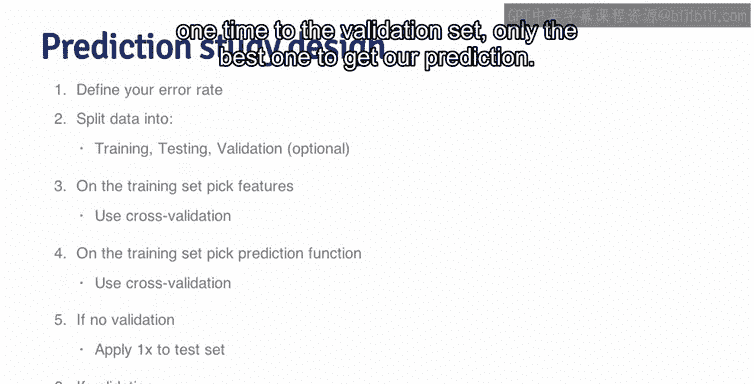 one time to the validation set, only the
best one to get our prediction.
Prediction study design
1. Define your error rate
2. Split data into:
· Training, Testing, Validation (optional)
3. On the training set pick features
· Use cross-validation
4. On the training set pick prediction function
· Use cross-validation
5. If no validation
· Apply 1x to test set